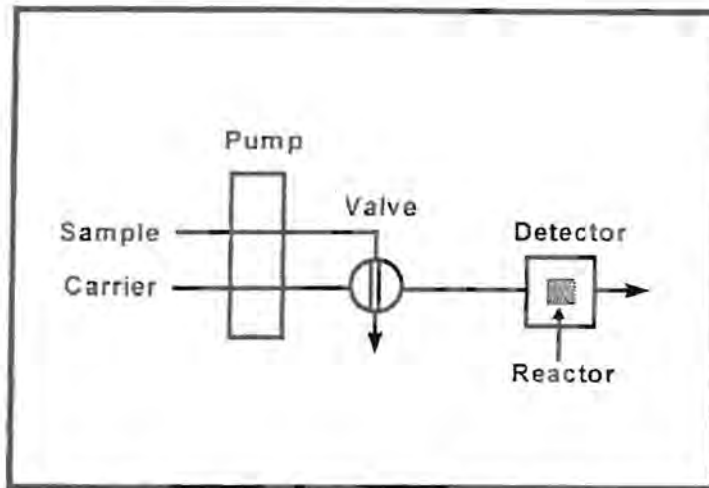 Pump
Valve
Sample
Detector
Carrier
Reactor